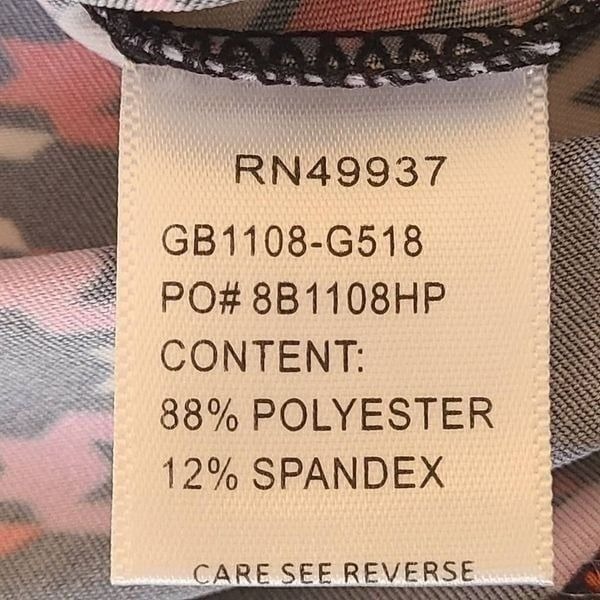 RN49937
GB1108-G518
PO# 8B1108HP
CONTENT:
88% POLYESTER
12% SPANDEX
CARE SEE REVERSE